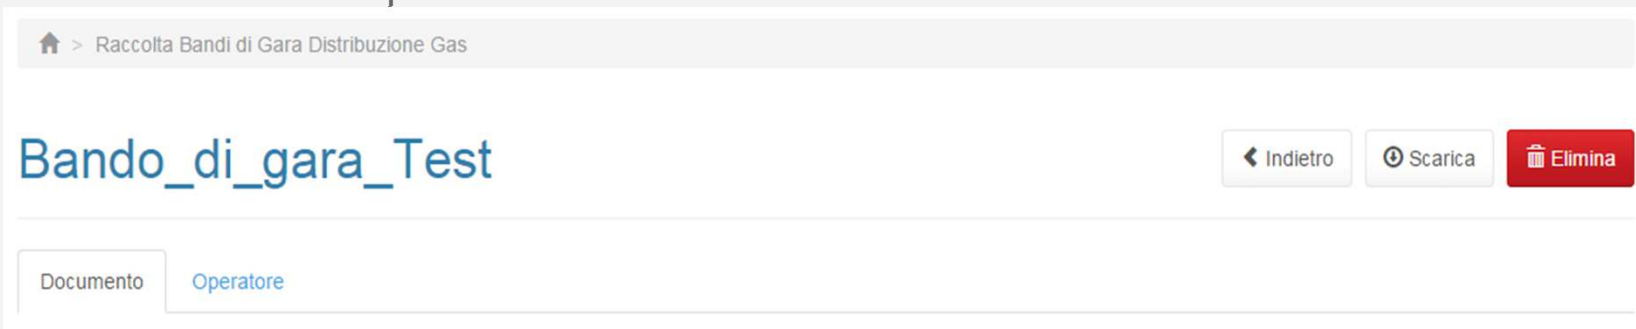 > Raccolta Bandi di Gara Distribuzione Gas
Bando_di_gara_Test
Indietro Scarica Elimina
Documento Operatore